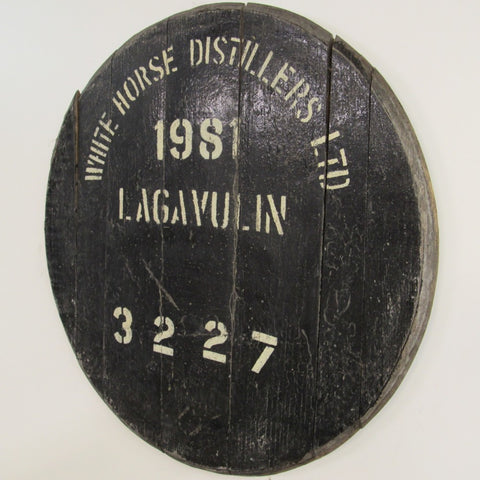 WHITE HORSE DISTILLERS LTD
1981
LAGAVULIN
3227